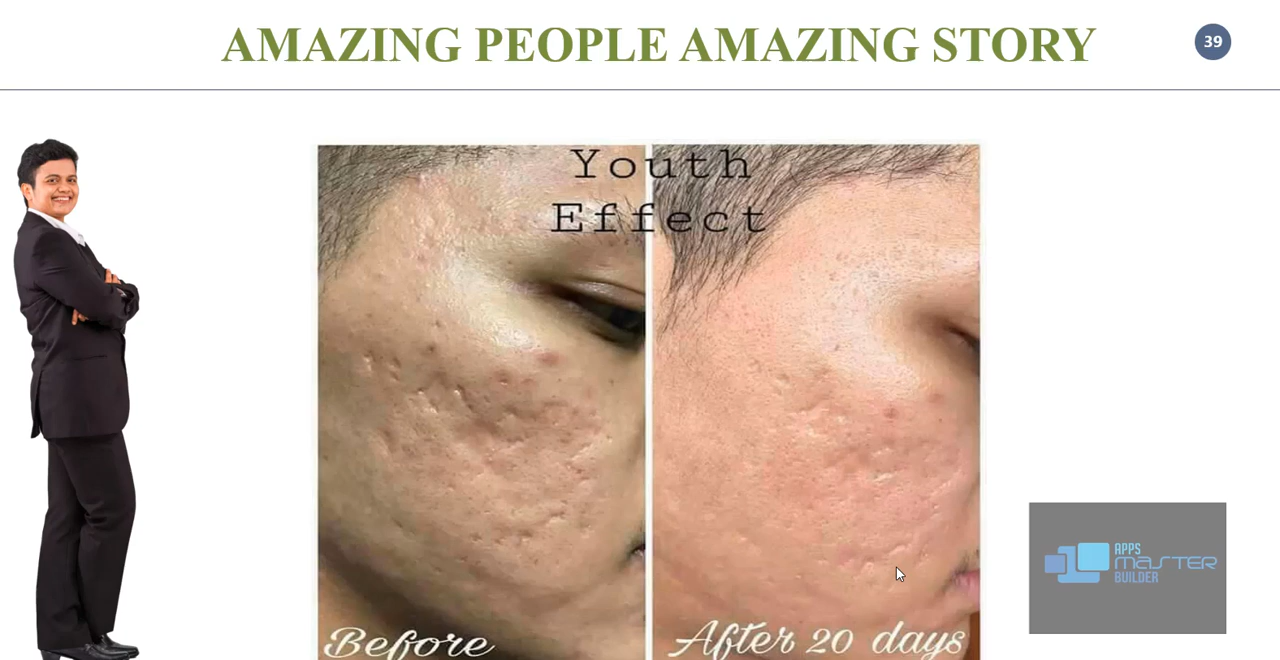 AMAZING PEOPLE AMAZING STORY
39
Youth
Effect
Before
After 20 days
APPS
MASTER
BUILDER